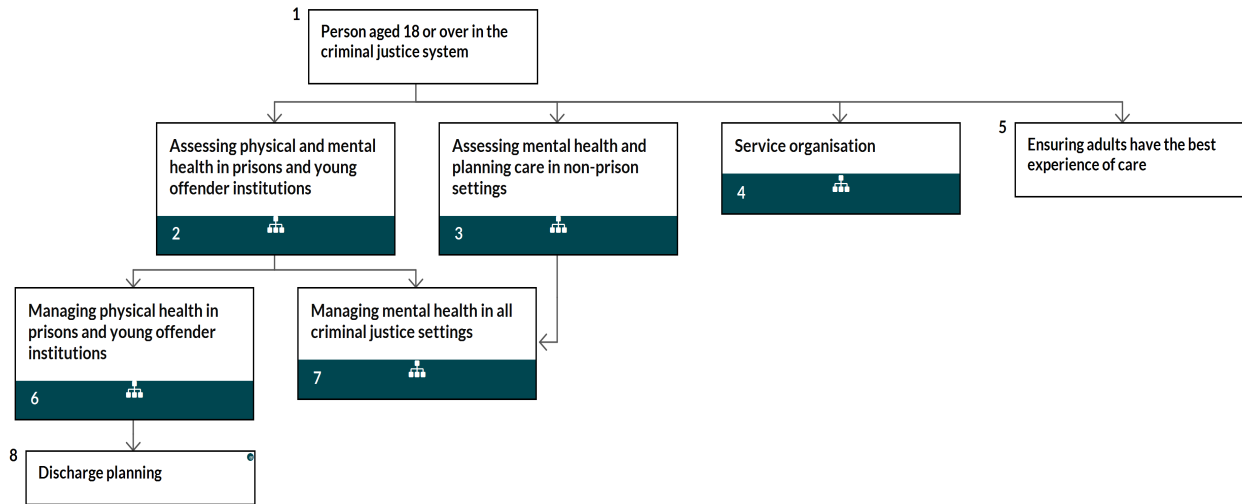 1
Person aged 18 or over in the
criminal justice system
Assessing physical and mental
health in prisons and young
offender institutions
2
Assessing mental health and
planning care in non-prison
settings
3
Service organisation
4
5
Ensuring adults have the best
experience of care
Managing physical health in
prisons and young offender
institutions
6
Managing mental health in all
criminal justice settings
7
8
Discharge planning